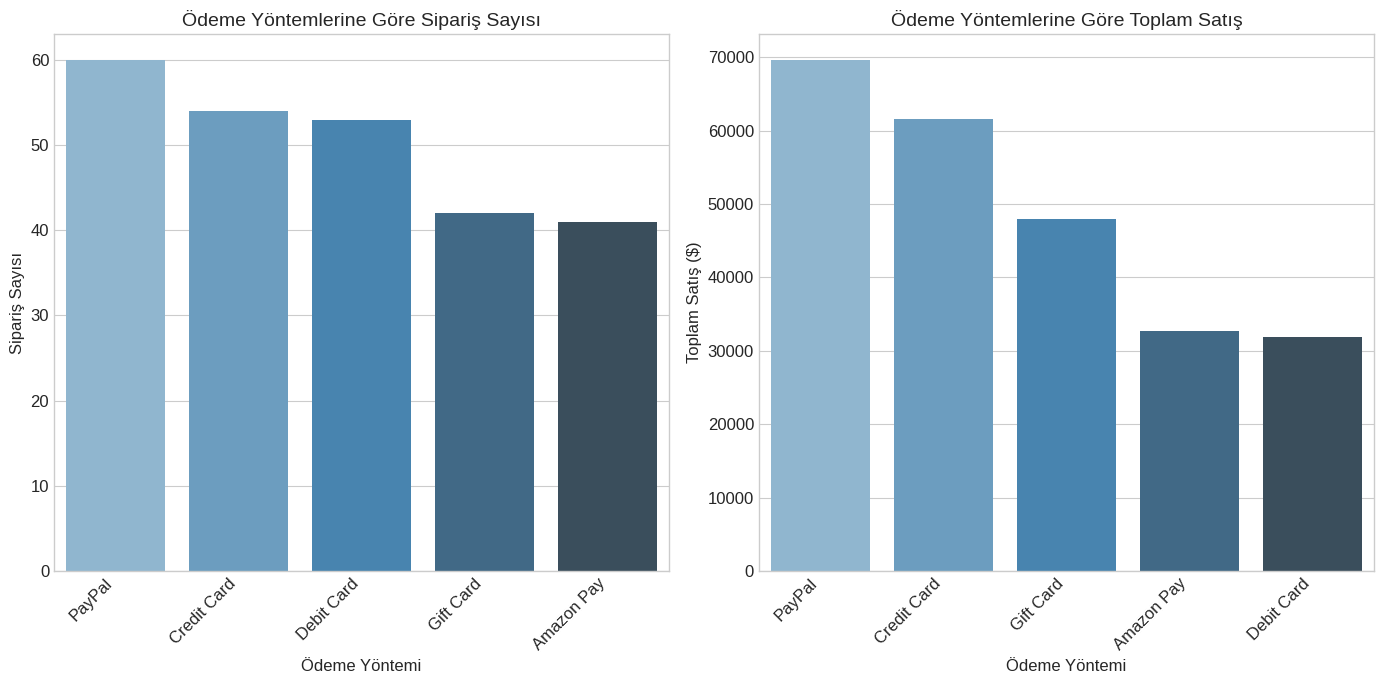 Ödeme Yöntemlerine Göre Sipariş Sayısı
Sipariş Sayısı
60
50
40
30
20
10
0
PayPal
Credit Card
Debit Card
Gift Card
Amazon Pay
Ödeme Yöntemi
Ödeme Yöntemlerine Göre Toplam Satış
Toplam Satış ($)
70000
60000
50000
40000
30000
20000
10000
0
PayPal
Credit Card
Gift Card
Amazon Pay
Debit Card
Ödeme Yöntemi